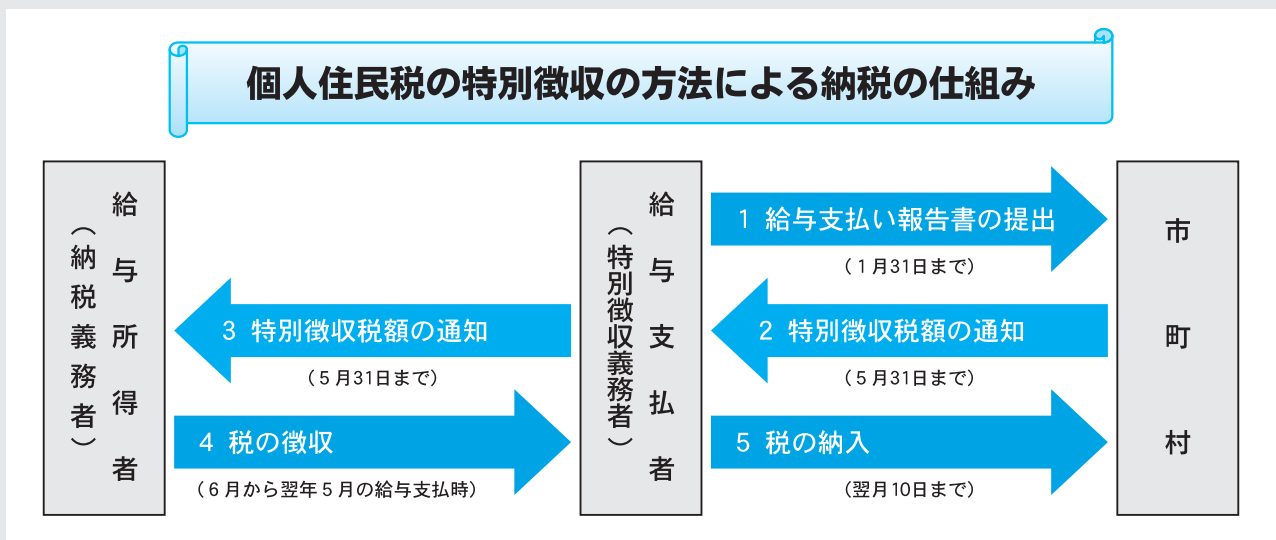 個人住民税の特別徴収の方法による納税の仕組み
給与所得者
（納税義務者）
給与支払者
（特別徴収義務者）
市町村
1 給与支払い報告書の提出
（１月31日まで）
2 特別徴収税額の通知
（５月31日まで）
3 特別徴収税額の通知
（５月31日まで）
4 税の徴収
（６月から翌年５月の給与支払時）
5 税の納入
（翌月10日まで）